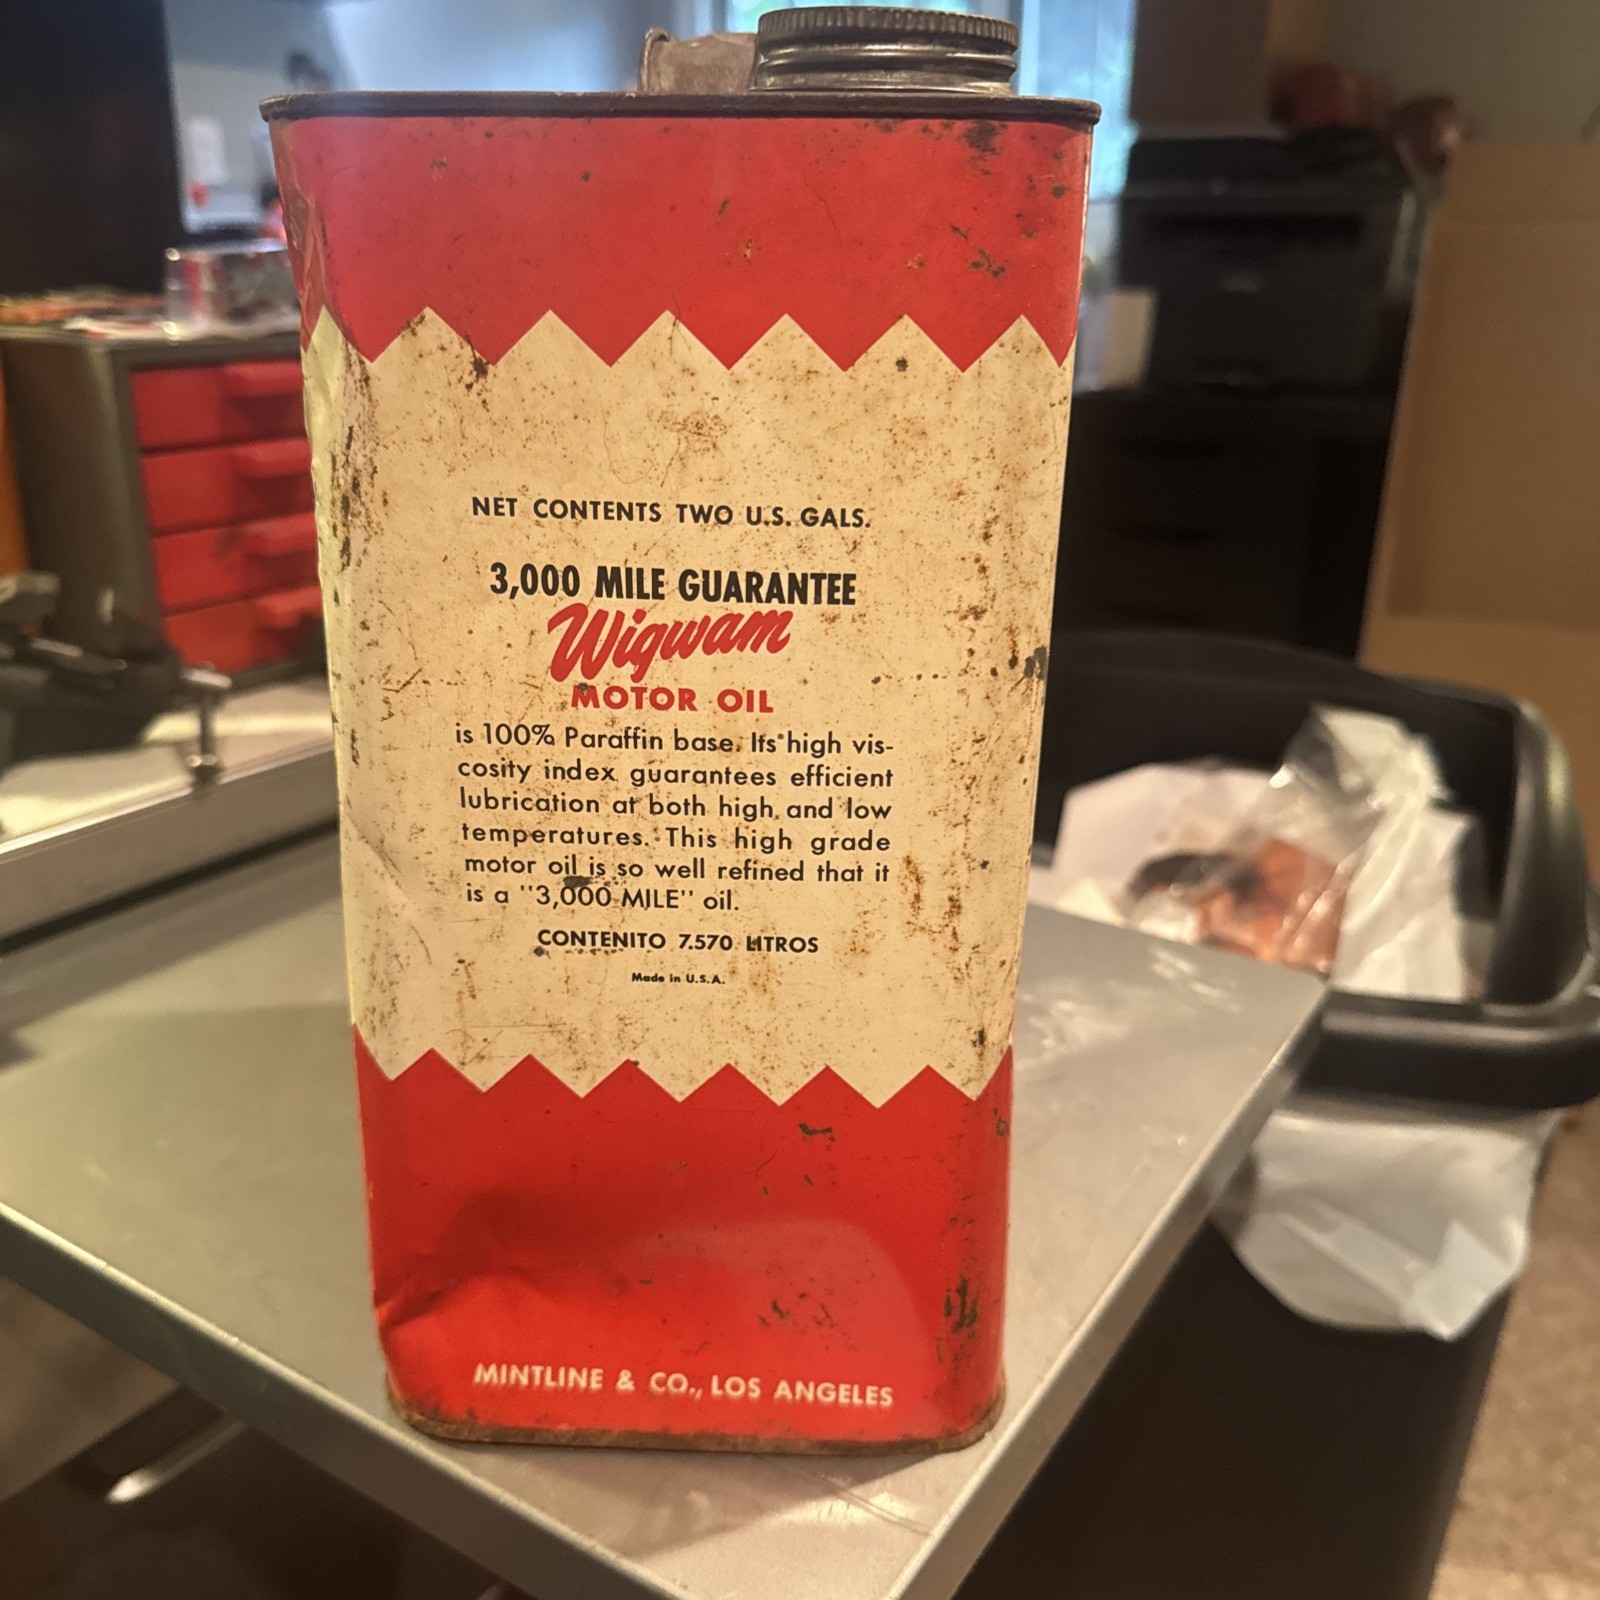 NET CONTENTS TWO U.S. GALS.
3,000 MILE GUARANTEE
Wigwam
MOTOR OIL
is 100% Paraffin base. Its high vis-
cosity index guarantees efficient
lubrication at both high and low
temperatures. This high grade
motor oil is so well refined that it
is a "3,000 MILE" oil.
CONTENITO 7.570 LITROS
Made in U.S.A.
MINTLINE & CO., LOS ANGELES